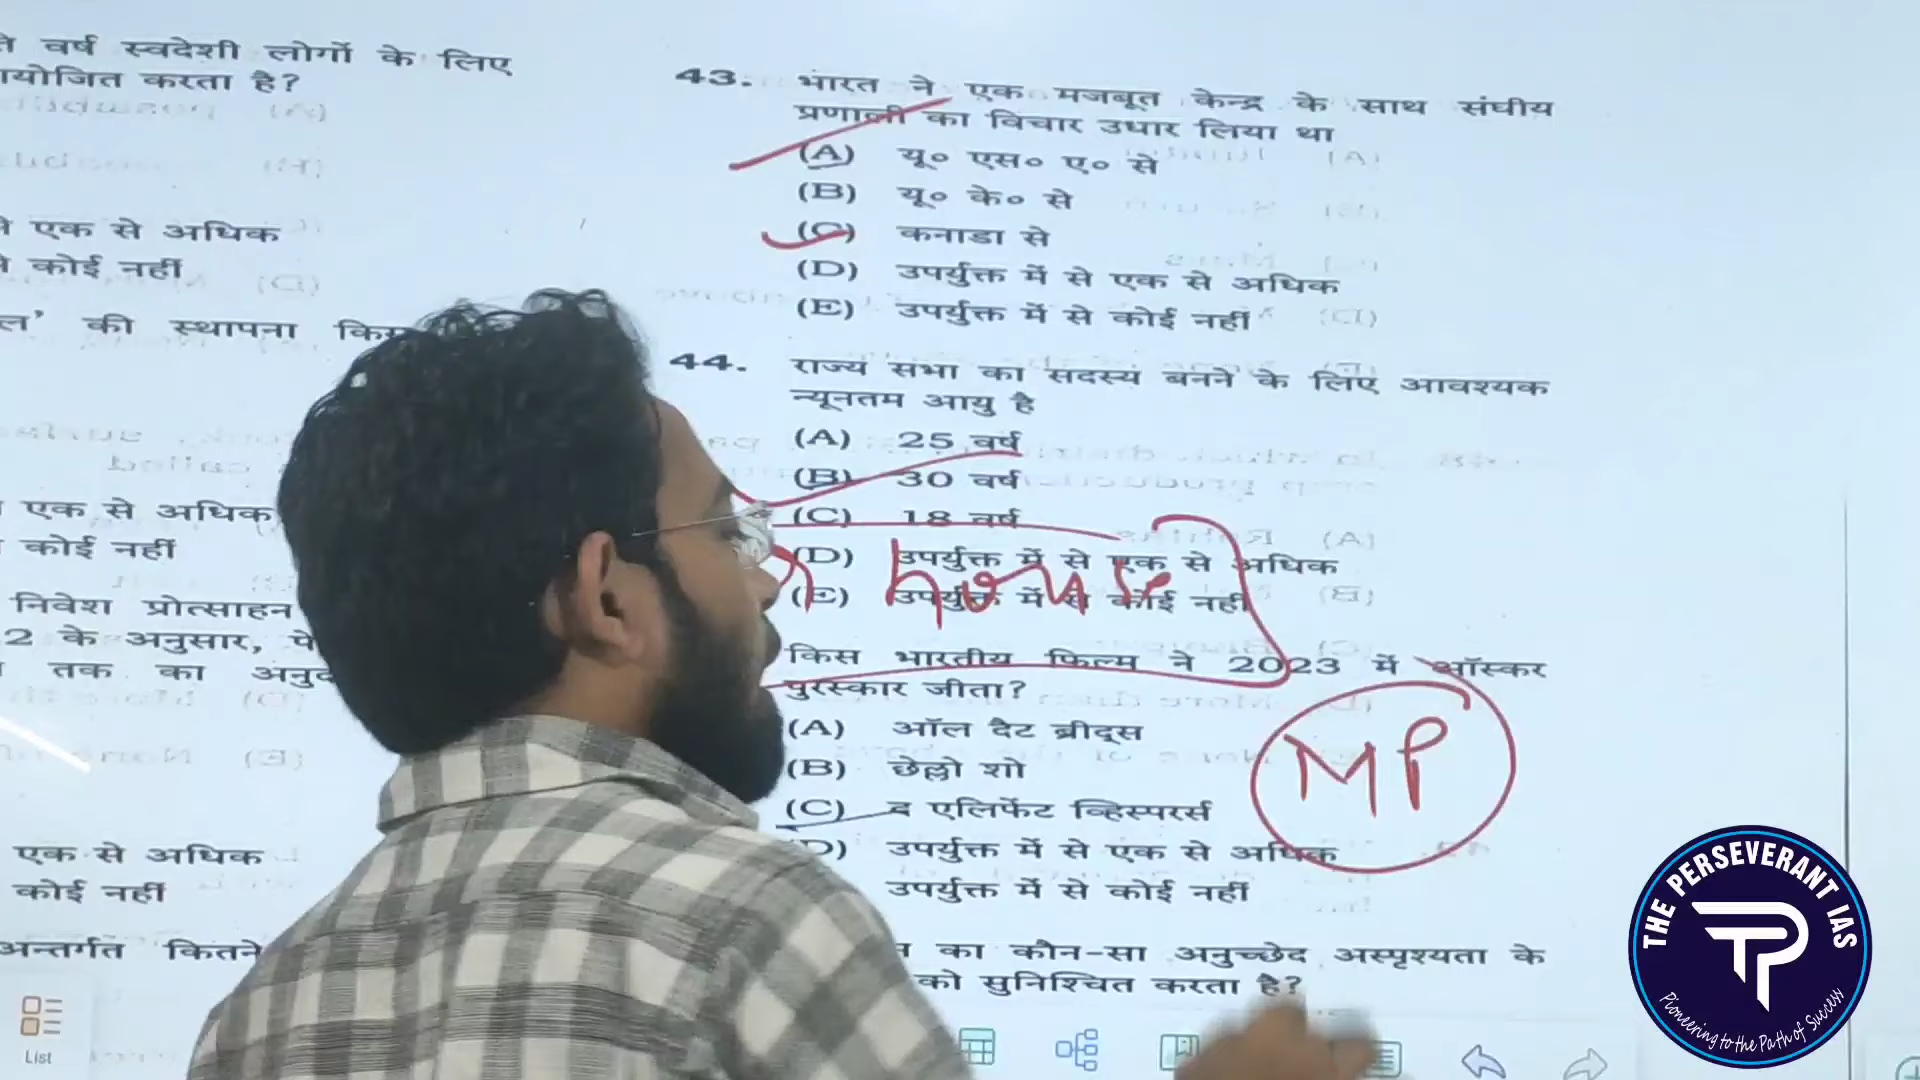 वर्ष स्वदेशी लोगों के लिए
करता है?
एक से अधिक
कोई नहीं
की स्थापना
एक से अधिक
कोई नहीं
निवेश प्रोत्साहन
2 के अनुसार,
तक का
एक से अधिक
कोई नहीं
कितने
43. भारत ने एक मजबूत केन्द्र के साथ संघीय
प्रणाली का विचार उधार लिया था
(A) यू० एस० ए० से
(B) यू० के० से
(C) कनाडा से
(D) उपर्युक्त में से एक से अधिक
(E) उपर्युक्त में से कोई नहीं
44. राज्य सभा का सदस्य बनने के लिए आवश्यक
न्यूनतम आयु है
(A) 25 वर्ष
(B) 30 वर्ष
(C) 18 वर्ष
(D) उपर्युक्त में से एक से अधिक
house
(E) उपर्युक्त में से कोई नहीं
किस भारतीय फिल्म ने 2023 में ऑस्कर
पुरस्कार जीता?
(A) ऑल दैट ब्रीद्स
(B) छेल्लो शो
MP
(C) द एलिफेंट व्हिस्परर्स
(D) उपर्युक्त में से एक से अधिक
उपर्युक्त में से कोई नहीं
का कौन-सा अनुच्छेद अस्पृश्यता के
को सुनिश्चित करता है?
List
THE PERSEVERANT IAS
TP
Pioneering to the Path of Success